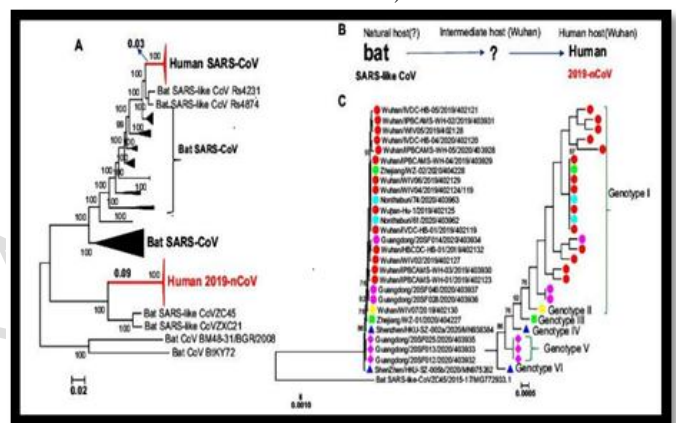 A
0.03
100
Human SARS-CoV
100
Bat SARS-like CoV Rs4231
Bat SARS-like CoV Rs4874
100
100
99
100
100
100
100
Bat SARS-CoV
100
100
100
Bat SARS-CoV
0.09
100
Human 2019-nCoV
100
Bat SARS-like CoVZC45
100
Bat SARS-like CoVZXC21
Bat CoV BM48-31/BGR/2008
100
Bat CoV BtKY72
0.02
B
Natural host(?)
Intermediate host (Wuhan)
Human host(Wuhan)
bat
?
Human
SARS-like CoV
2019-nCoV
C
Wuhan/IVDC-HB-05/2019/402121
Wuhan/IPBCAMS-WH-02/2019/403931
Wuhan/WIV05/2019/402128
Wuhan/IVDC-HB-04/2020/402120
Wuhan/IPBCAMS-WH-05/2020/403928
Wuhan/IPBCAMS-WH-04/2019/403929
Zhejiang/WZ-02/2020/404228
Wuhan/WIV06/2019/402129
Wuhan/WIV04/2019/402124/119
Nonthaburi/74/2020/403963
Wuhan-Hu-1/2019/402125
Nonthaburi/61/2020/403962
Wuhan/IVDC-HB-01/2019/402119
Guangdong/20SF014/2020/403934
Wuhan/HBCDC-HB-01/2019/402132
Wuhan/WIV02/2019/402127
Wuhan/IPBCAMS-WH-03/2019/403930
Wuhan/IPBCAMS-WH-01/2019/402123
Guangdong/20SF040/2020/403937
Guangdong/20SF028/2020/403936
Wuhan/WIV07/2019/402130
Zhejiang/WZ-01/2020/404227
Shenzhen/HKU-SZ-002a/2020/MN938384
Guangdong/20SF025/2020/403935
Guangdong/20SF013/2020/403933
Guangdong/20SF012/2020/403932
ShenZhen/HKU-SZ-005b/2020/MN975262
Bat SARS-like-CoVZC45/2015-17/MG772933.1
0.0010
Genotype I
Genotype II
Genotype III
Genotype IV
Genotype V
Genotype VI
0.0005